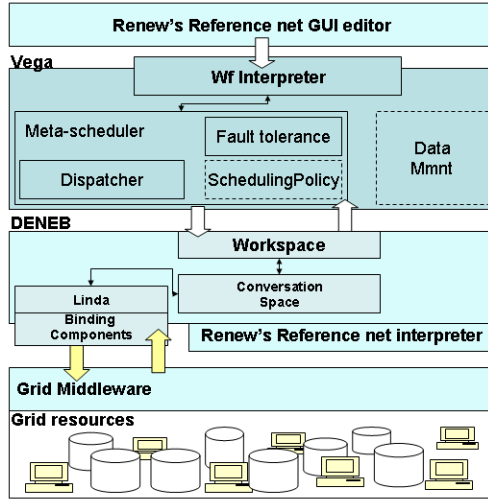 Renew's Reference net GUI editor
Vega
Wf Interpreter
Meta-scheduler
Fault tolerance
Data
Mmnt
Dispatcher
SchedulingPolicy
DENEB
Workspace
Conversation
Space
Linda
Binding
Components
Renew's Reference net interpreter
Grid Middleware
Grid resources